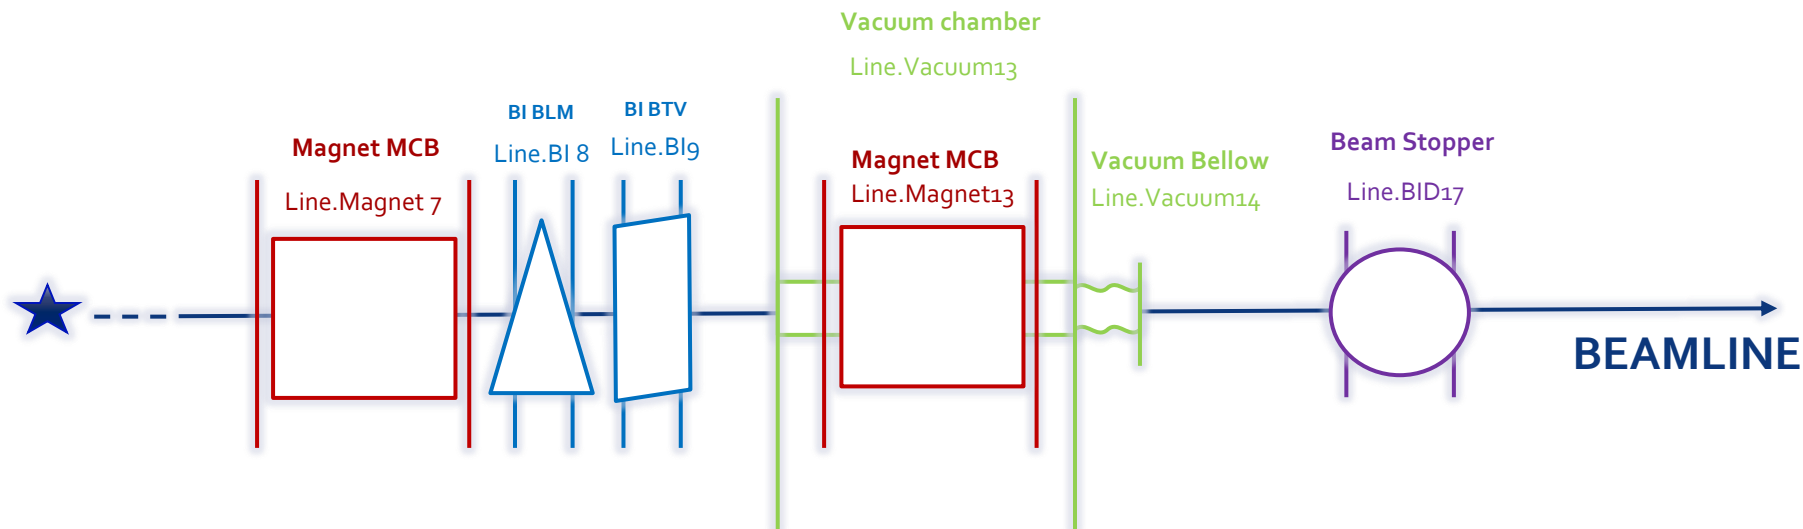 Vacuum chamber
Line.Vacuum13
BI BLM
Line.BI 8
BI BTV
Line.BI9
Magnet MCB
Line.Magnet 7
Magnet MCB
Line.Magnet13
Vacuum Bellow
Line.Vacuum14
Beam Stopper
Line.BID17
BEAMLINE